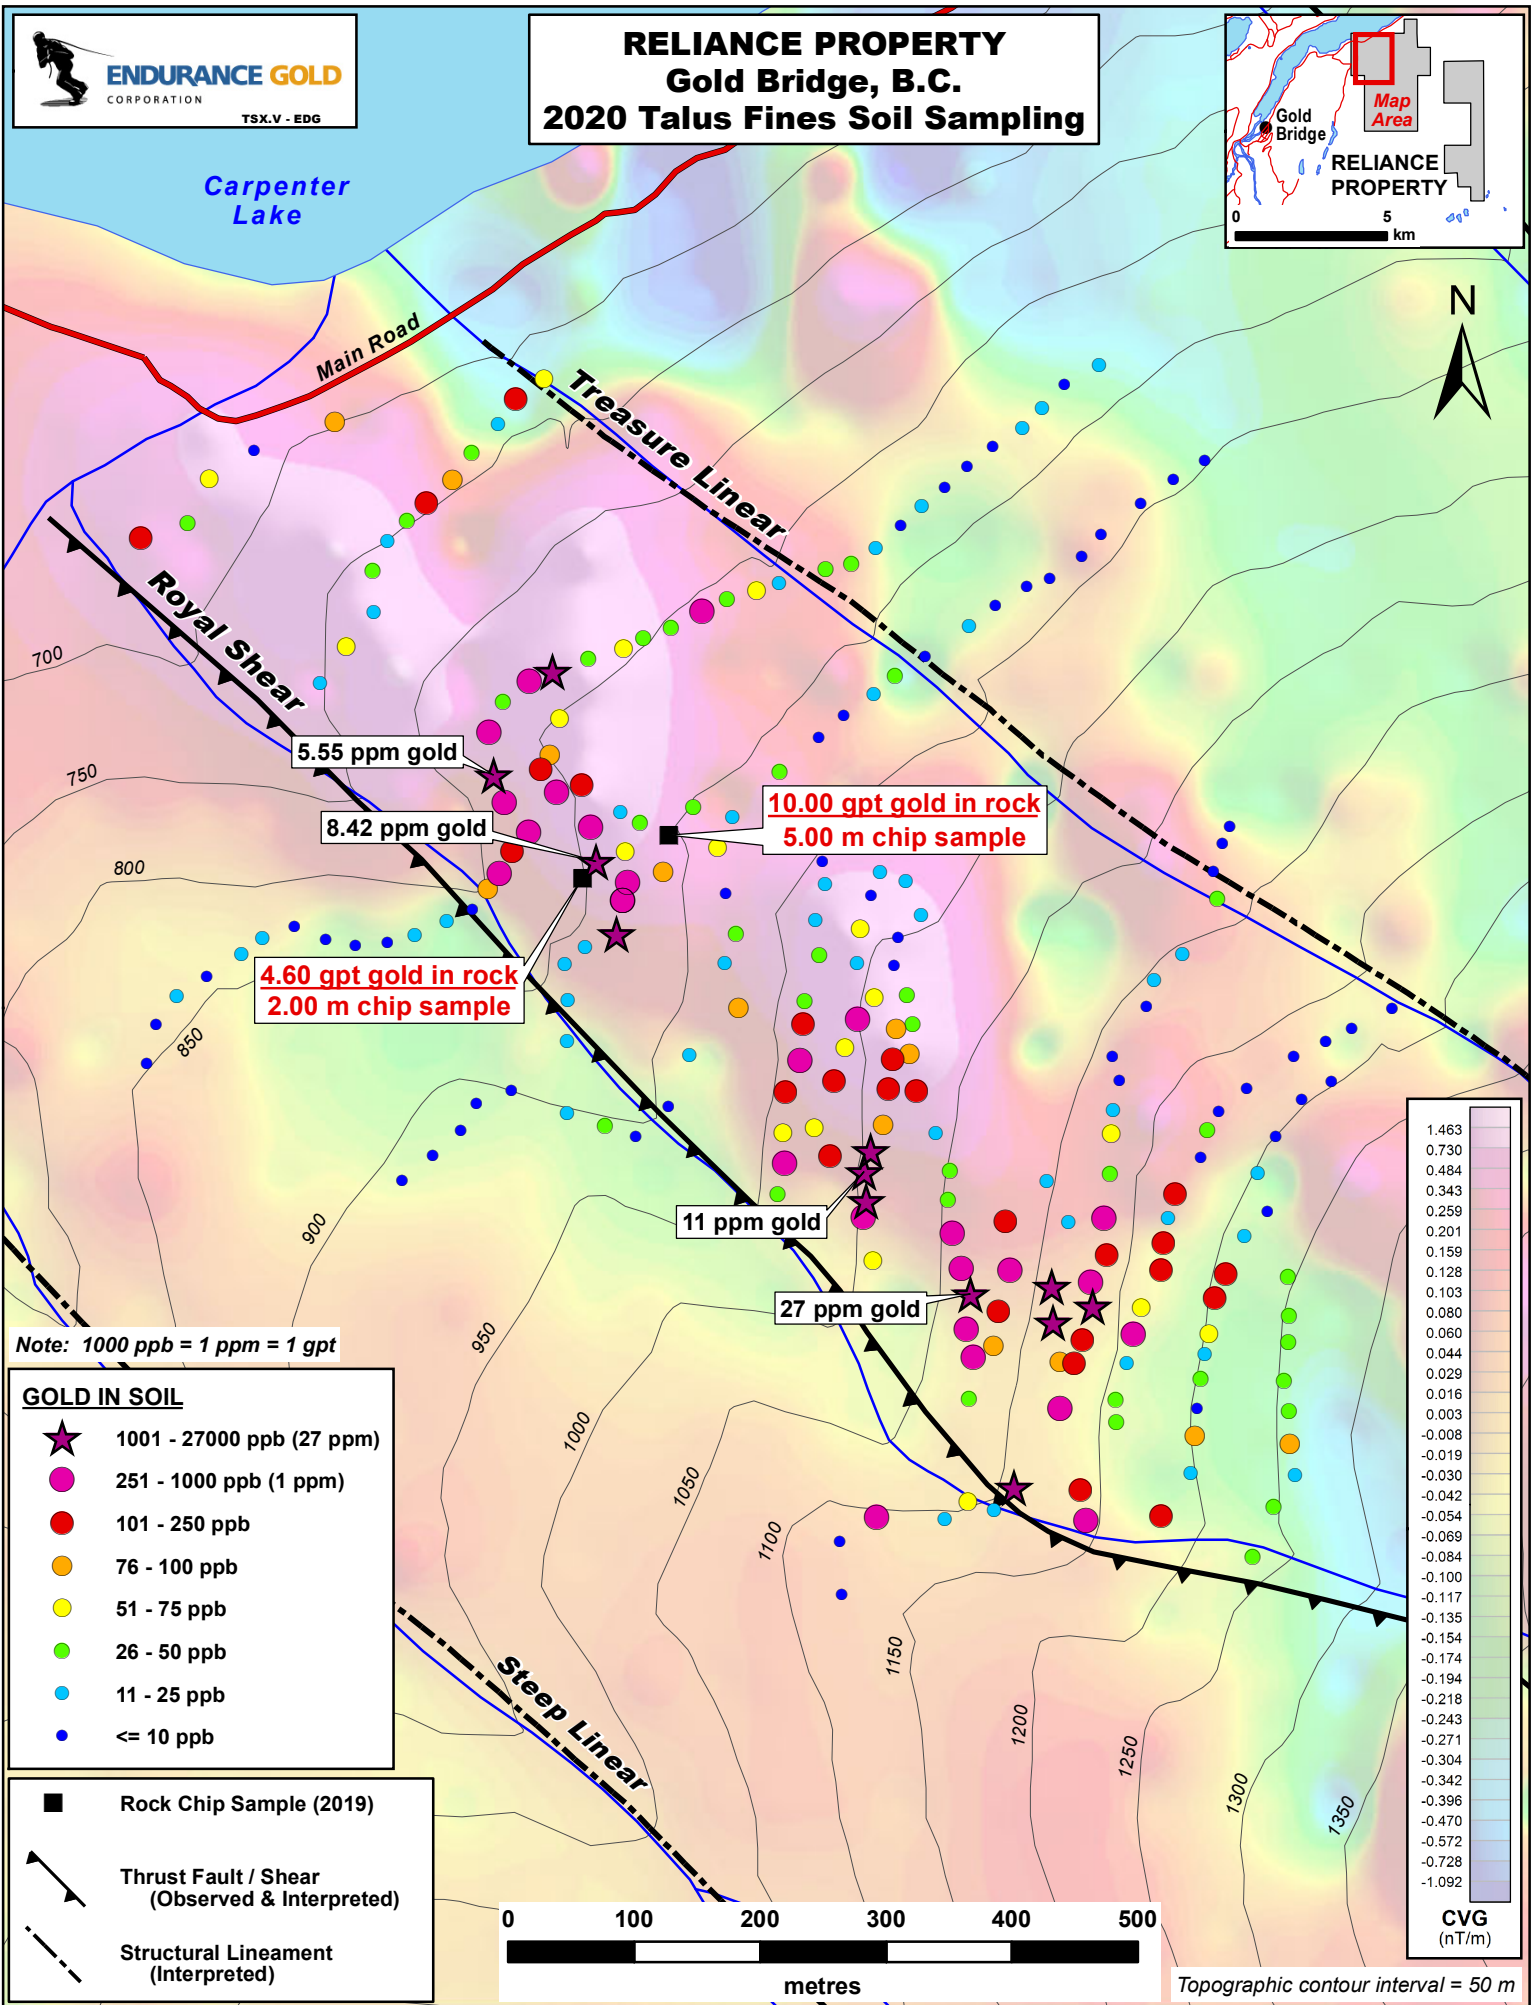 ENDURANCE GOLD
CORPORATION
TSX.V - EDG
RELIANCE PROPERTY
Gold Bridge, B.C.
2020 Talus Fines Soil Sampling
Gold
Bridge
Map
Area
RELIANCE
PROPERTY
0 5
km
Carpenter
Lake
N
Main Road
Treasure Linear
Royal Shear
700
750
800
850
900
950
1000
1050
1100
1150
1200
1250
1300
1350
5.55 ppm gold
8.42 ppm gold
10.00 gpt gold in rock
5.00 m chip sample
4.60 gpt gold in rock
2.00 m chip sample
11 ppm gold
27 ppm gold
Steep Linear
Note: 1000 ppb = 1 ppm = 1 gpt
GOLD IN SOIL
1001 - 27000 ppb (27 ppm)
251 - 1000 ppb (1 ppm)
101 - 250 ppb
76 - 100 ppb
51 - 75 ppb
26 - 50 ppb
11 - 25 ppb
<= 10 ppb
Rock Chip Sample (2019)
Thrust Fault / Shear
(Observed & Interpreted)
Structural Lineament
(Interpreted)
0 100 200 300 400 500
metres
1.463
0.730
0.484
0.343
0.259
0.201
0.159
0.128
0.103
0.080
0.060
0.044
0.029
0.016
0.003
-0.008
-0.019
-0.030
-0.042
-0.054
-0.069
-0.084
-0.100
-0.117
-0.135
-0.154
-0.174
-0.194
-0.218
-0.243
-0.271
-0.304
-0.342
-0.396
-0.470
-0.572
-0.728
-1.092
CVG
(nT/m)
Topographic contour interval = 50 m